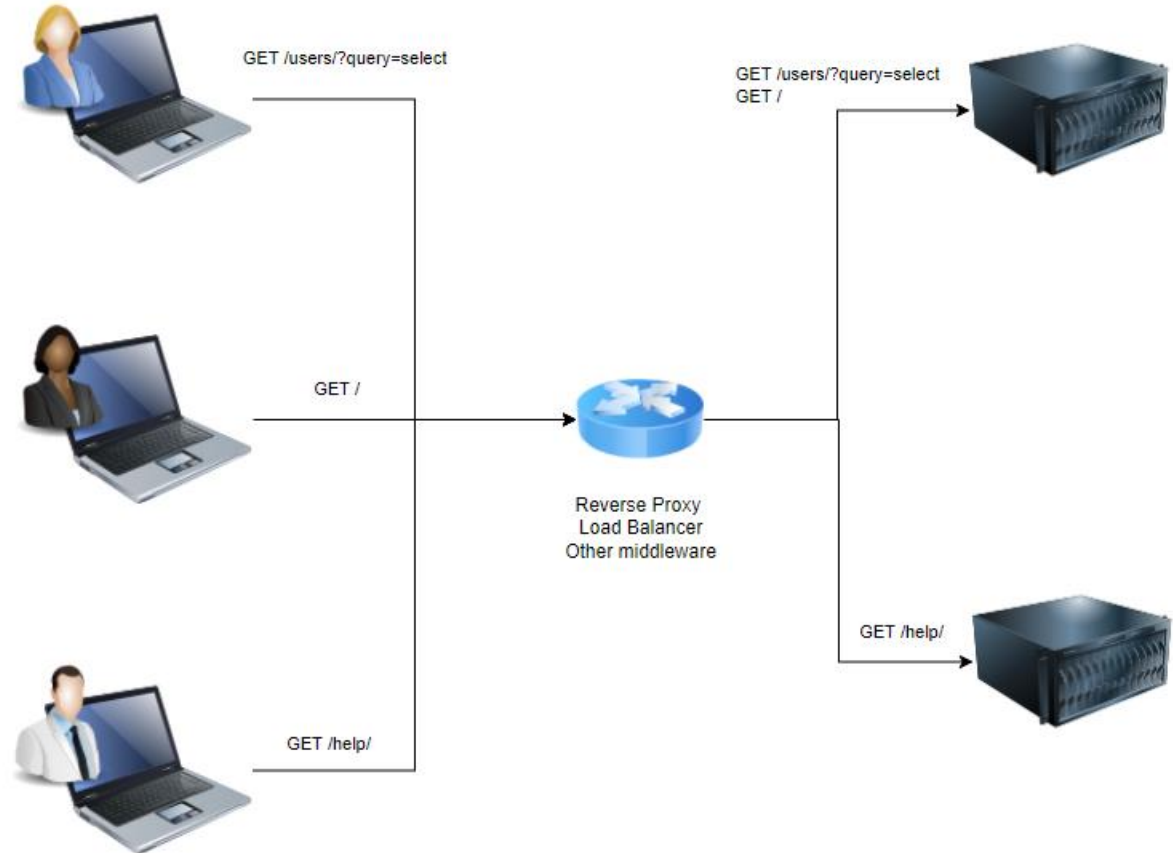 GET /users/?query=select
GET /users/?query=select
GET /
GET /
Reverse Proxy
Load Balancer
Other middleware
GET /help/
GET /help/